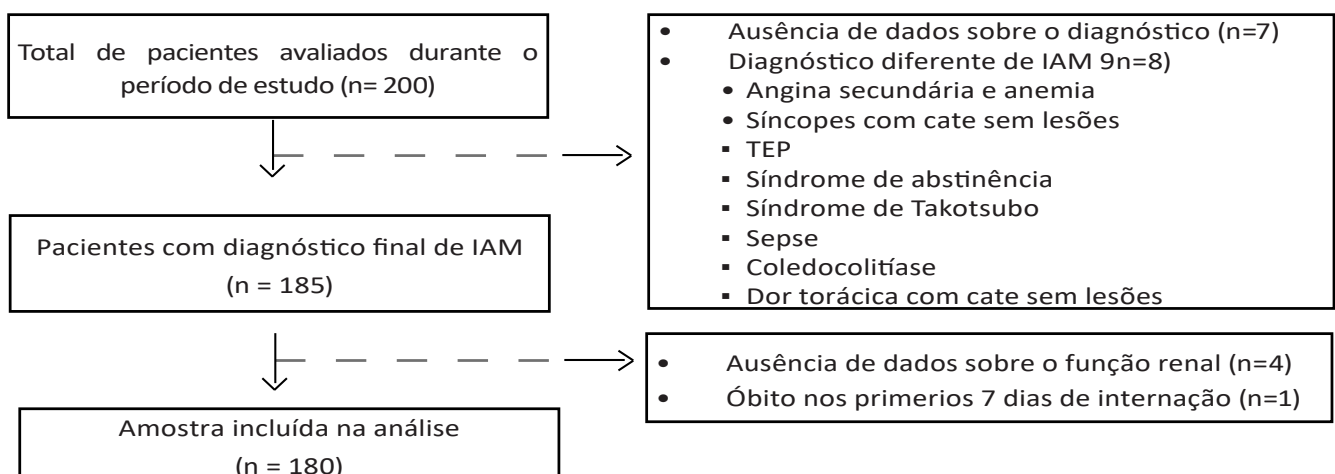 Total de pacientes avaliados durante o
período de estudo (n= 200)
• Ausência de dados sobre o diagnóstico (n=7)
• Diagnóstico diferente de IAM 9n=8)
• Angina secundária e anemia
• Síncopes com cate sem lesões
▪ TEP
▪ Síndrome de abstinência
▪ Síndrome de Takotsubo
▪ Sepse
▪ Coledocolitíase
▪ Dor torácica com cate sem lesões
Pacientes com diagnóstico final de IAM
(n = 185)
• Ausência de dados sobre o função renal (n=4)
• Óbito nos primerios 7 dias de internação (n=1)
Amostra incluída na análise
(n = 180)